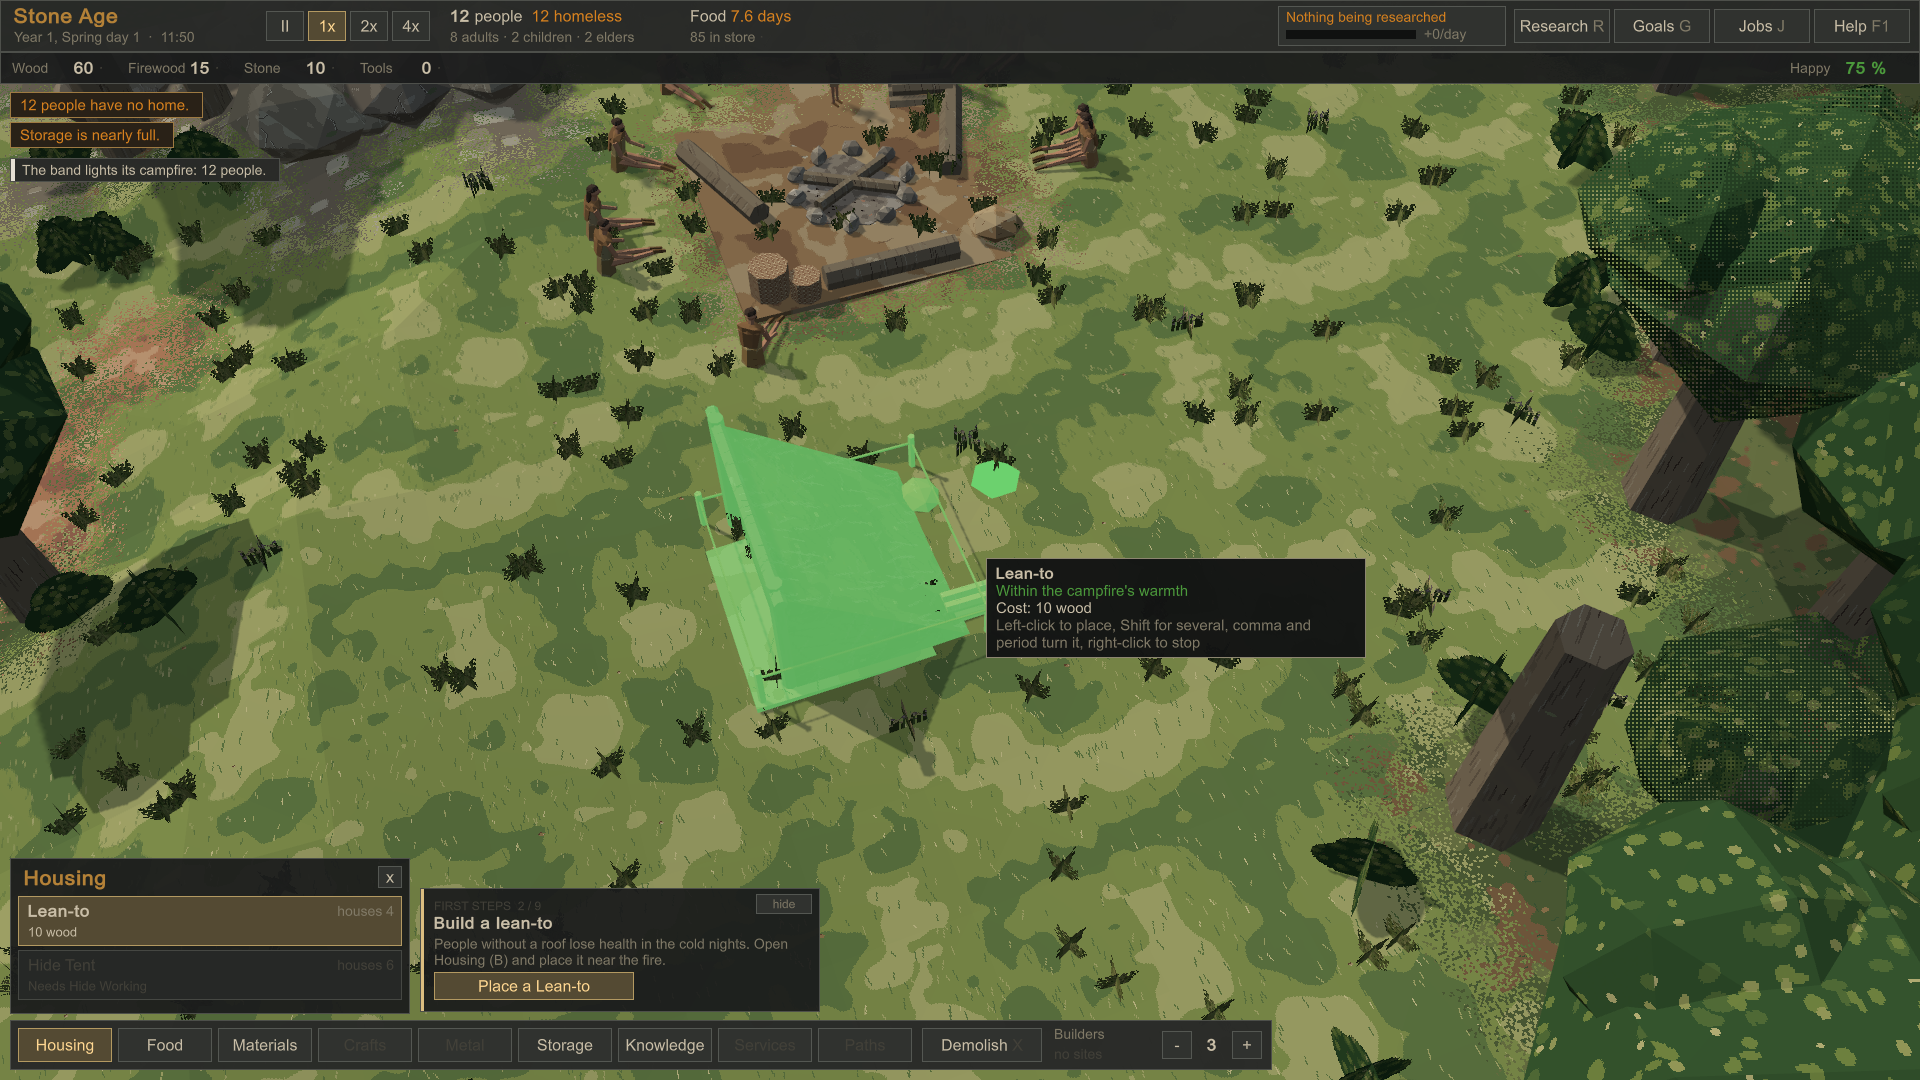 Stone Age
Year 1, Spring day 1 · 11:50
II
1x
2x
4x
12 people 12 homeless
8 adults · 2 children · 2 elders
Food 7.6 days
85 in store
Nothing being researched
+0/day
Research R
Goals G
Jobs J
Help F1
Wood 60
Firewood 15
Stone 10
Tools 0
Happy 75 %
12 people have no home.
Storage is nearly full.
The band lights its campfire: 12 people.
Lean-to
Within the campfire's warmth
Cost: 10 wood
Left-click to place, Shift for several, comma and
period turn it, right-click to stop
Housing
x
Lean-to houses 4
10 wood
Hide Tent houses 6
Needs Hide Working
FIRST STEPS 2 / 9
hide
Build a lean-to
People without a roof lose health in the cold nights. Open
Housing (B) and place it near the fire.
Place a Lean-to
Housing
Food
Materials
Crafts
Metal
Storage
Knowledge
Services
Paths
Demolish X
Builders
no sites
-
3
+